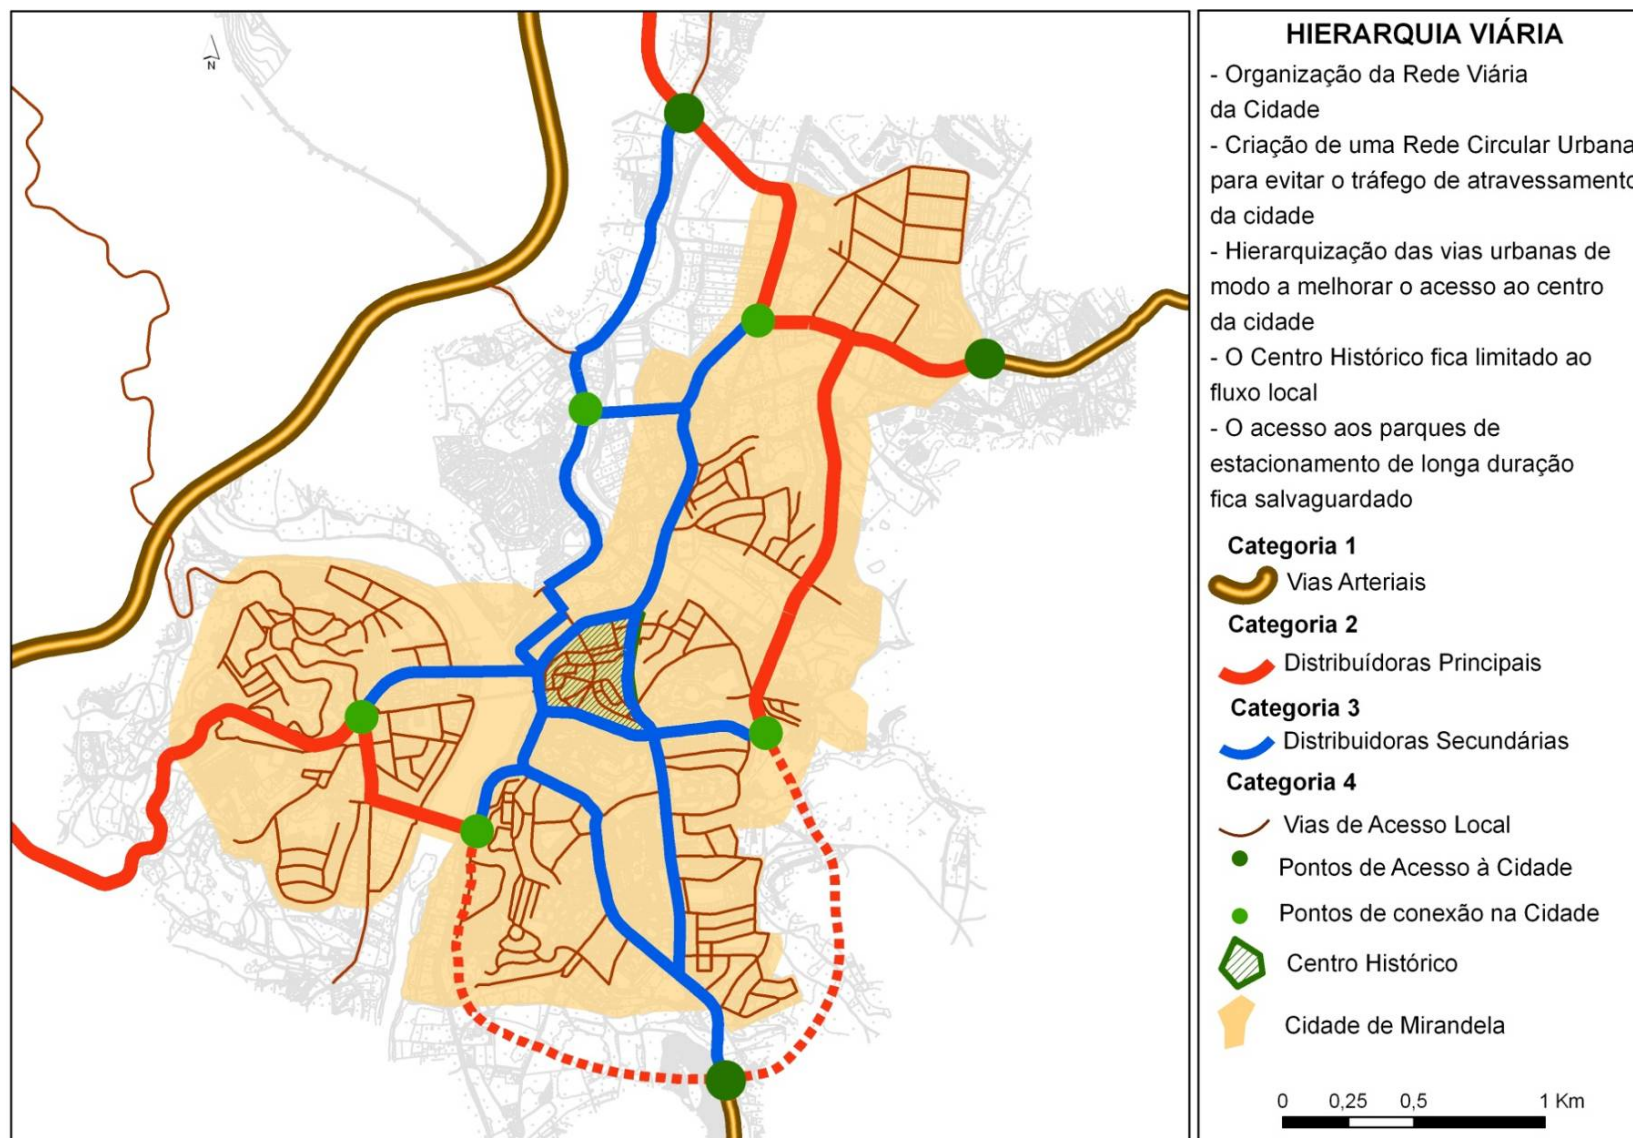 N
HIERARQUIA VIÁRIA
- Organização da Rede Viária
da Cidade
- Criação de uma Rede Circular Urbana
para evitar o tráfego de atravessamento
da cidade
- Hierarquização das vias urbanas de
modo a melhorar o acesso ao centro
da cidade
- O Centro Histórico fica limitado ao
fluxo local
- O acesso aos parques de
estacionamento de longa duração
fica salvaguardado
Categoria 1
Vias Arteriais
Categoria 2
Distribuídoras Principais
Categoria 3
Distribuidoras Secundárias
Categoria 4
Vias de Acesso Local
Pontos de Acesso à Cidade
Pontos de conexão na Cidade
Centro Histórico
Cidade de Mirandela
0 0,25 0,5 1 Km